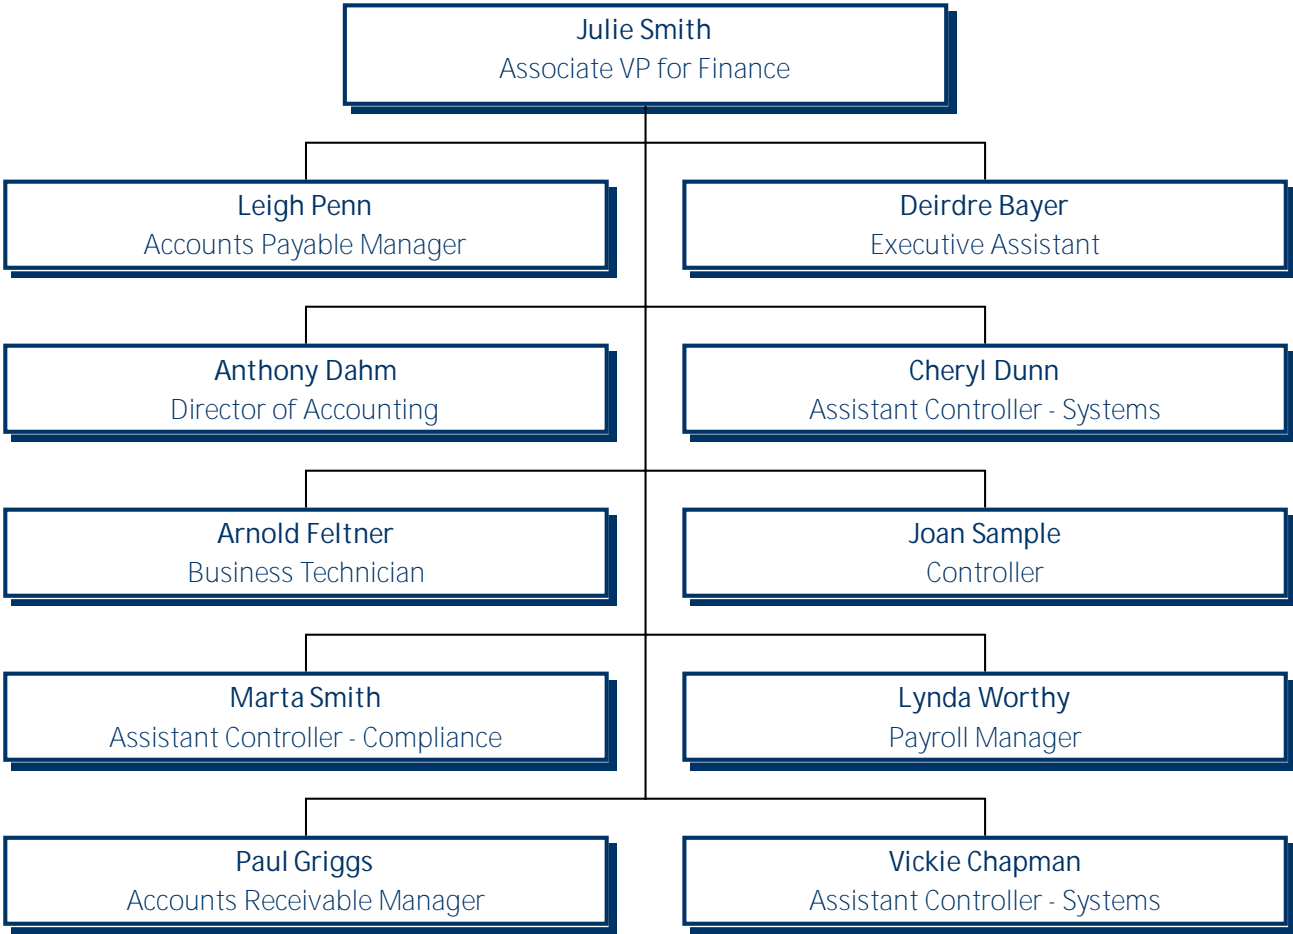 Julie Smith
Associate VP for Finance
Leigh Penn
Accounts Payable Manager
Deirdre Bayer
Executive Assistant
Anthony Dahm
Director of Accounting
Cheryl Dunn
Assistant Controller - Systems
Arnold Feltner
Business Technician
Joan Sample
Controller
Marta Smith
Assistant Controller - Compliance
Lynda Worthy
Payroll Manager
Paul Griggs
Accounts Receivable Manager
Vickie Chapman
Assistant Controller - Systems